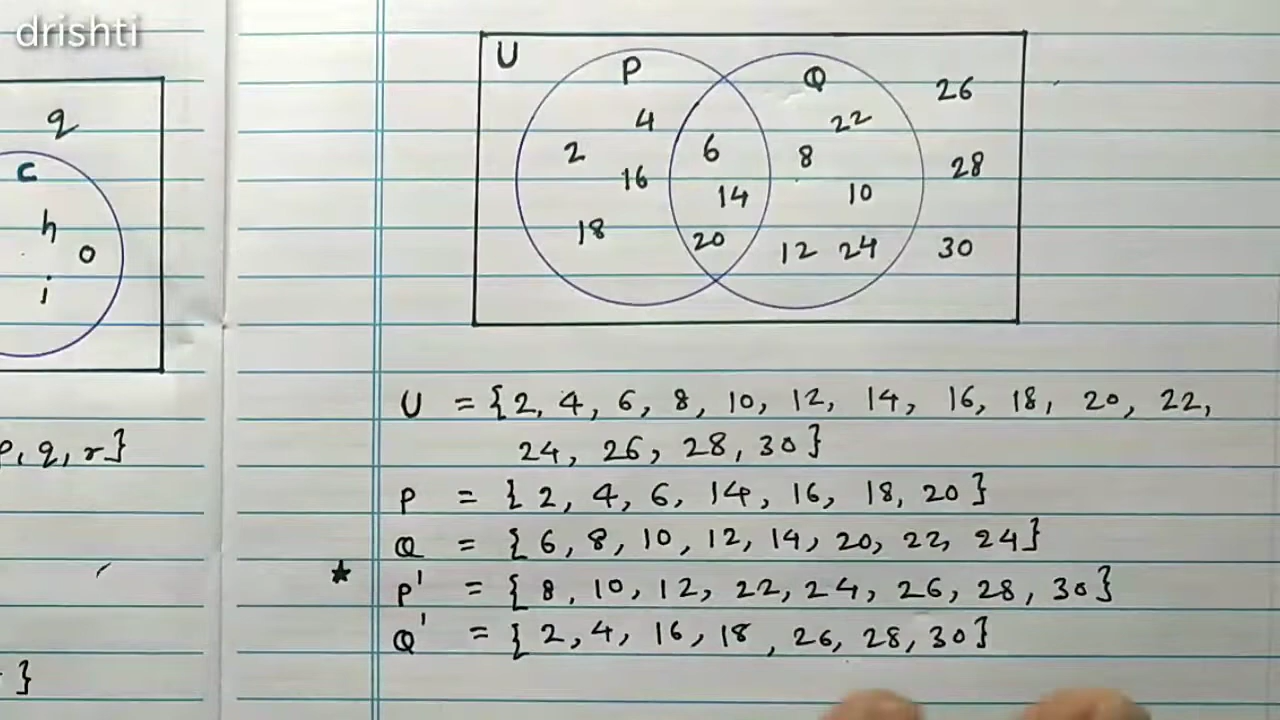 drishti
q
c
h
o
i
p, q, r}
}
U
P
Q
26
4
22
2
6
8
28
16
14
10
18
20
12 24
30
U = {2, 4, 6, 8, 10, 12, 14, 16, 18, 20, 22,
24, 26, 28, 30}
P = {2, 4, 6, 14, 16, 18, 20}
Q = {6, 8, 10, 12, 14, 20, 22, 24}
★ P' = {8, 10, 12, 22, 24, 26, 28, 30}
Q' = {2, 4, 16, 18, 26, 28, 30}